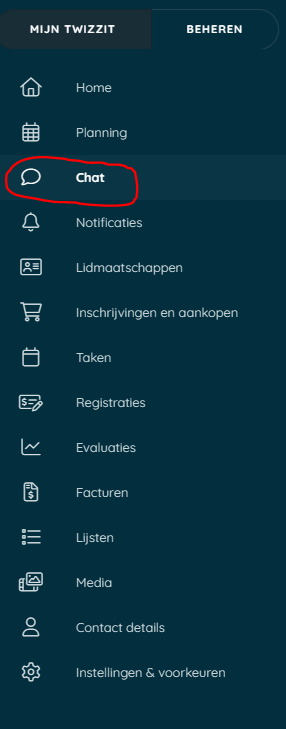 MIJN TWIZZIT
BEHEREN
Home
Planning
Chat
Notificaties
Lidmaatschappen
Inschrijvingen en aankopen
Taken
Registraties
Evaluaties
Facturen
Lijsten
Media
Contact details
Instellingen & voorkeuren